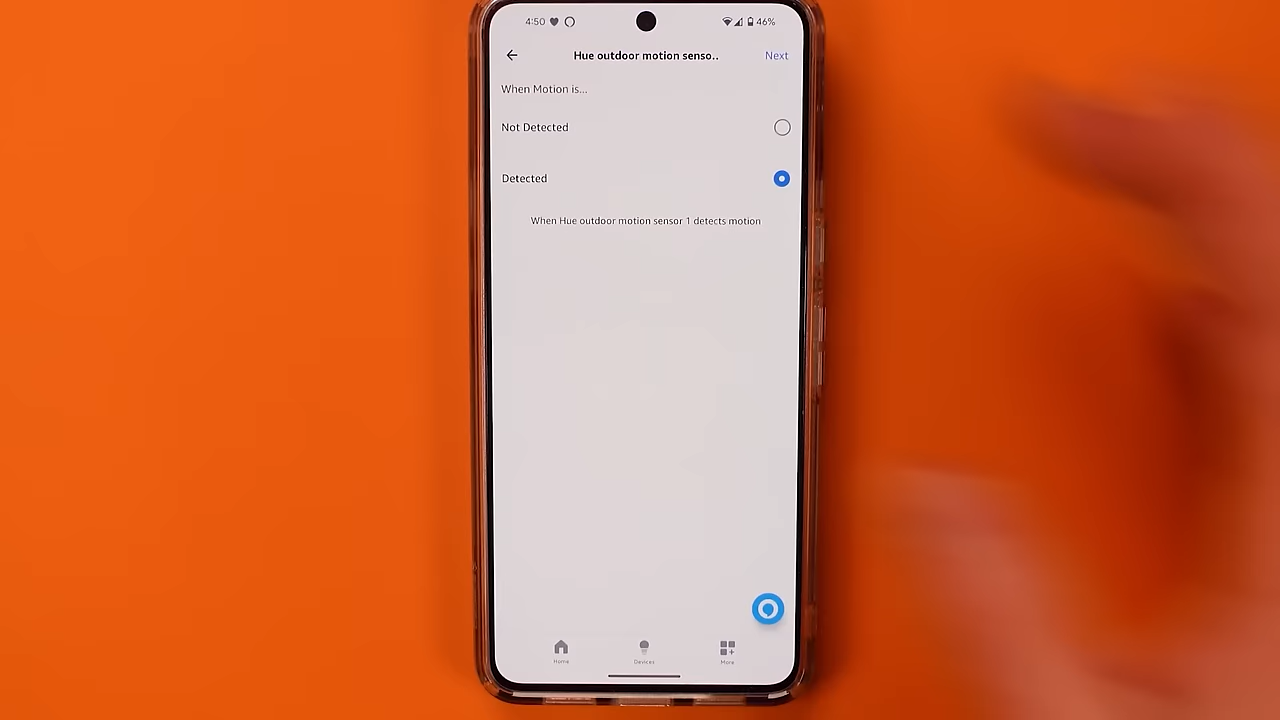 4:50
46%
Hue outdoor motion senso..
Next
When Motion is...
Not Detected
Detected
When Hue outdoor motion sensor 1 detects motion
Home
Devices
More